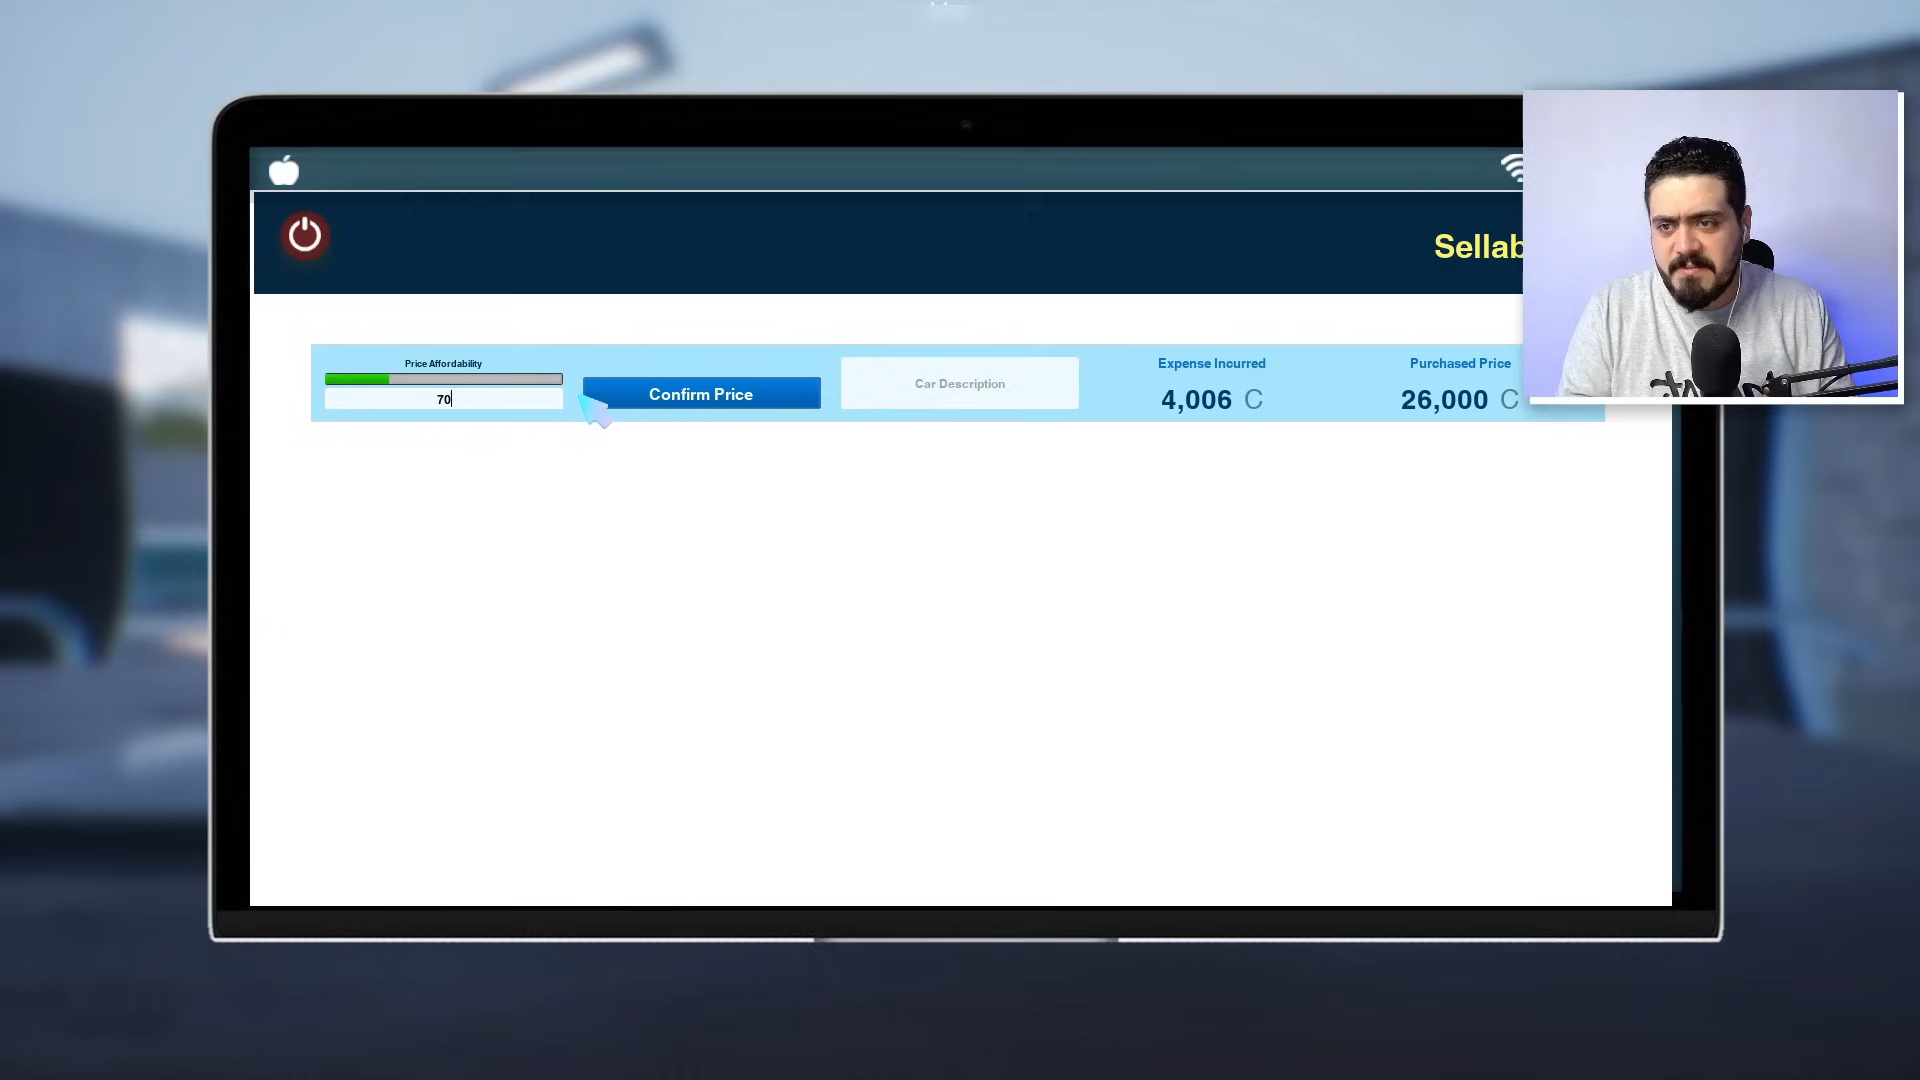 Sellab
Price Affordability
70
Confirm Price
Car Description
Expense Incurred
4,006 C
Purchased Price
26,000 C